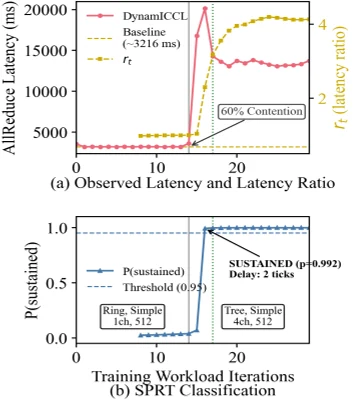 AllReduce Latency (ms)
20000
15000
10000
5000
DynamICCL
Baseline
(~3216 ms)
r_t
60% Contention
4
2
r_t (latency ratio)
0
10
20
(a) Observed Latency and Latency Ratio
P(sustained)
1.0
0.5
0.0
P(sustained)
Threshold (0.95)
SUSTAINED (p=0.992)
Delay: 2 ticks
Ring, Simple
1ch, 512
Tree, Simple
4ch, 512
0
10
20
Training Workload Iterations
(b) SPRT Classification